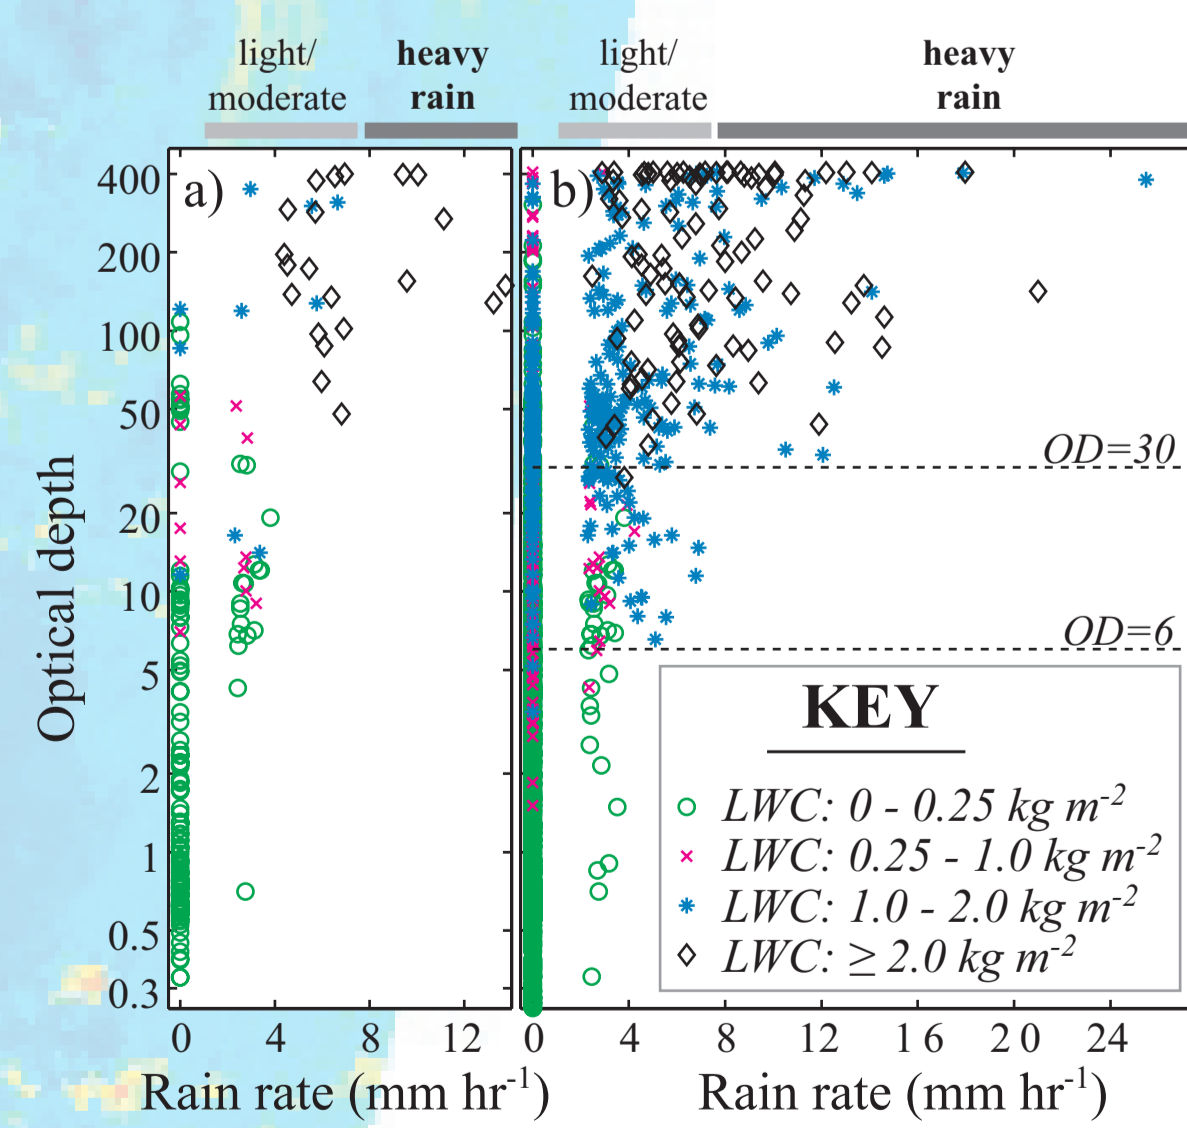 light/
moderate
heavy
rain
light/
moderate
heavy
rain
a)
b)
400
200
100
50
20
10
5
2
1
0.5
0.3
Optical depth
OD=30
OD=6
KEY
LWC: 0 - 0.25 kg m-2
LWC: 0.25 - 1.0 kg m-2
LWC: 1.0 - 2.0 kg m-2
LWC: ≥ 2.0 kg m-2
0 4 8 12
0 4 8 12 16 20 24
Rain rate (mm hr-1)
Rain rate (mm hr-1)